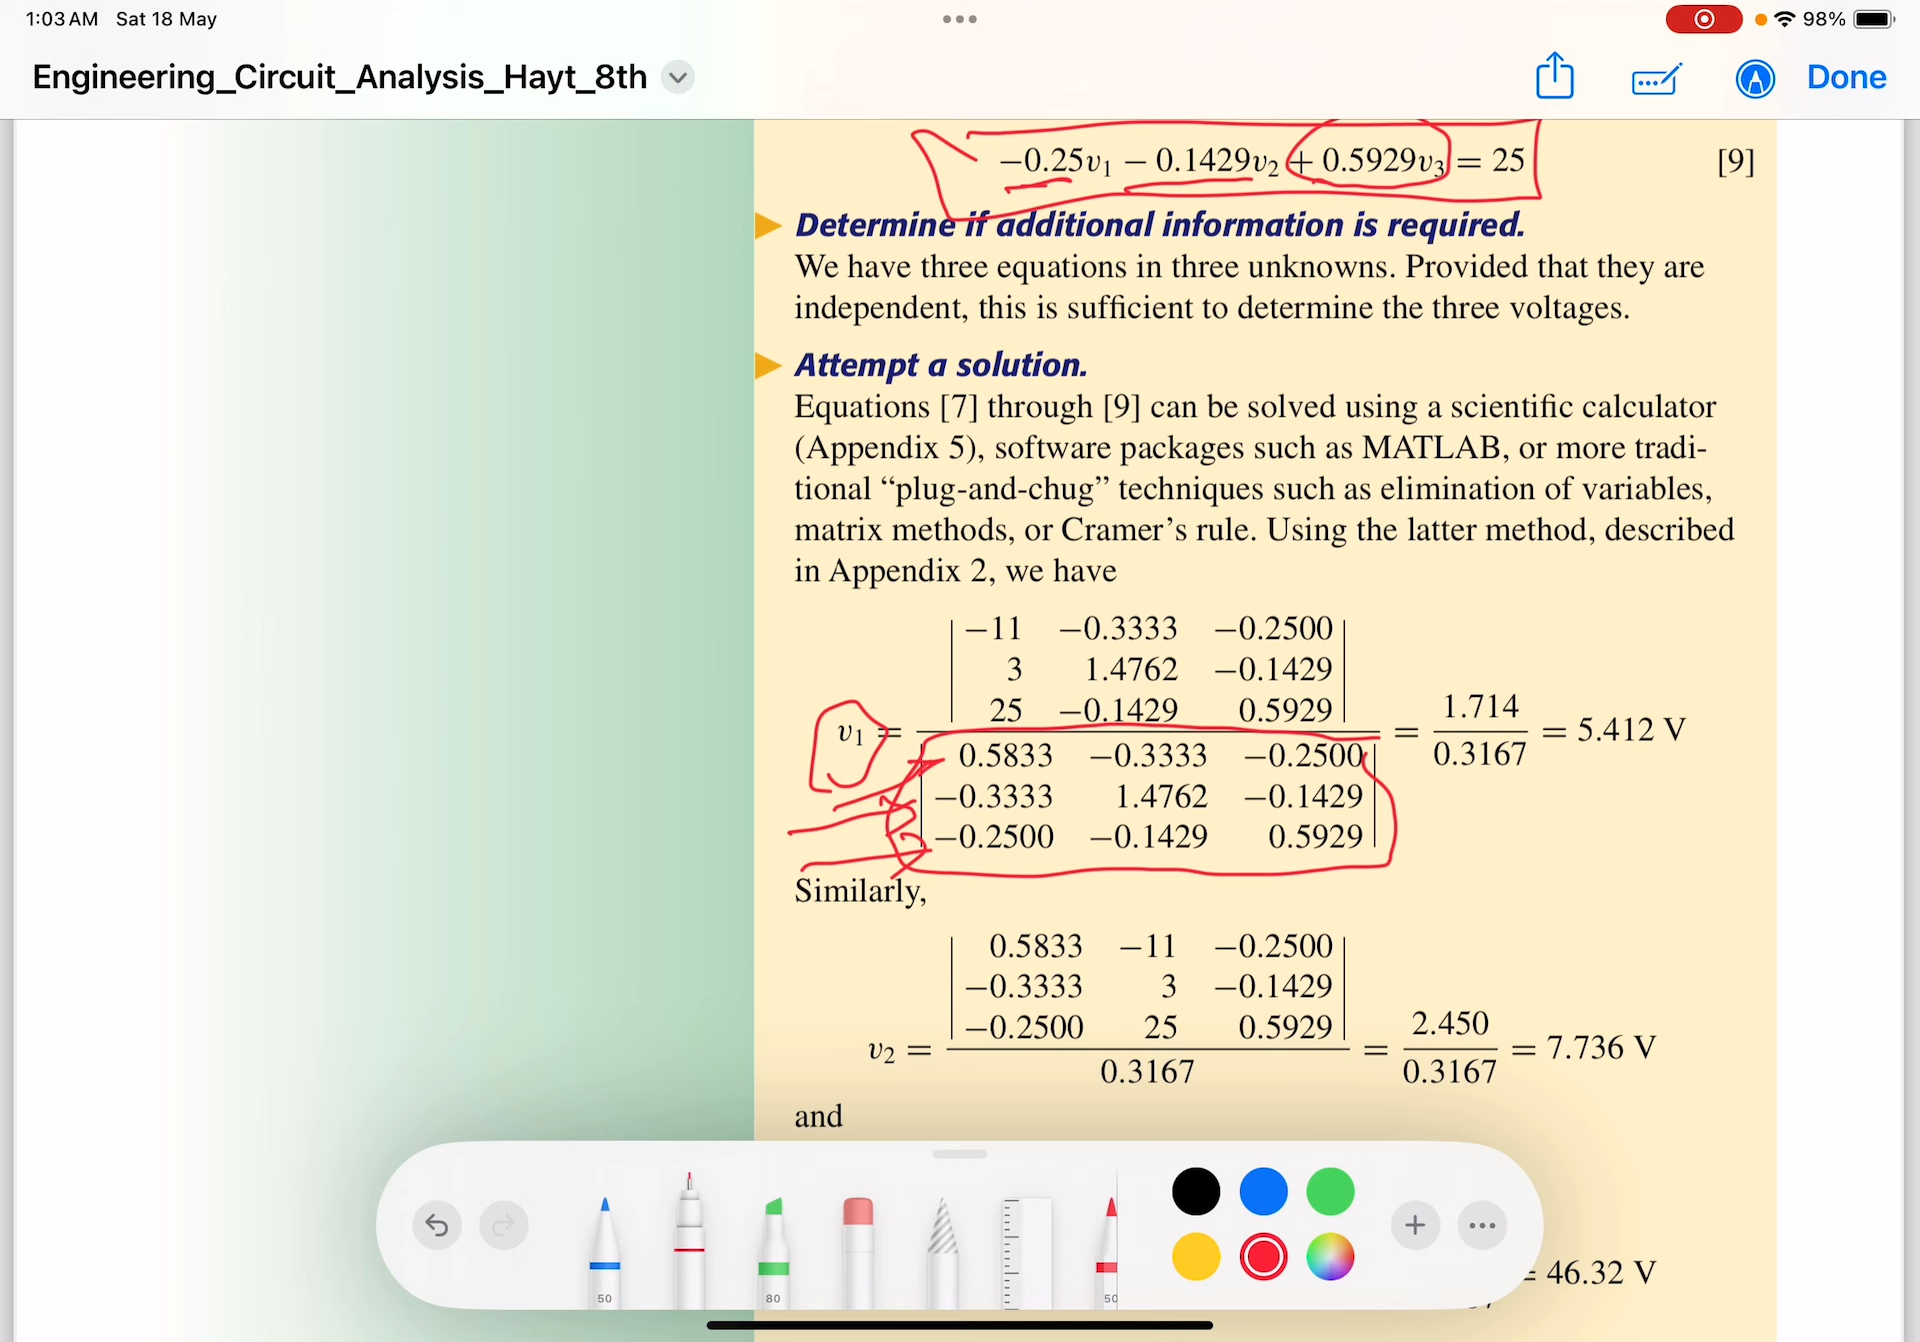 1:03 AM Sat 18 May
98%
Engineering_Circuit_Analysis_Hayt_8th
Done
−0.25v₁ − 0.1429v₂ + 0.5929v₃ = 25 [9]
Determine if additional information is required.
We have three equations in three unknowns. Provided that they are
independent, this is sufficient to determine the three voltages.
Attempt a solution.
Equations [7] through [9] can be solved using a scientific calculator
(Appendix 5), software packages such as MATLAB, or more tradi-
tional “plug-and-chug” techniques such as elimination of variables,
matrix methods, or Cramer’s rule. Using the latter method, described
in Appendix 2, we have
−11 −0.3333 −0.2500
3 1.4762 −0.1429
25 −0.1429 0.5929
v₁ = = 1.714 / 0.3167 = 5.412 V
0.5833 −0.3333 −0.2500
−0.3333 1.4762 −0.1429
−0.2500 −0.1429 0.5929
Similarly,
0.5833 −11 −0.2500
−0.3333 3 −0.1429
−0.2500 25 0.5929
v₂ = = 2.450 / 0.3167 = 7.736 V
0.3167
and
= 46.32 V
50 80 50